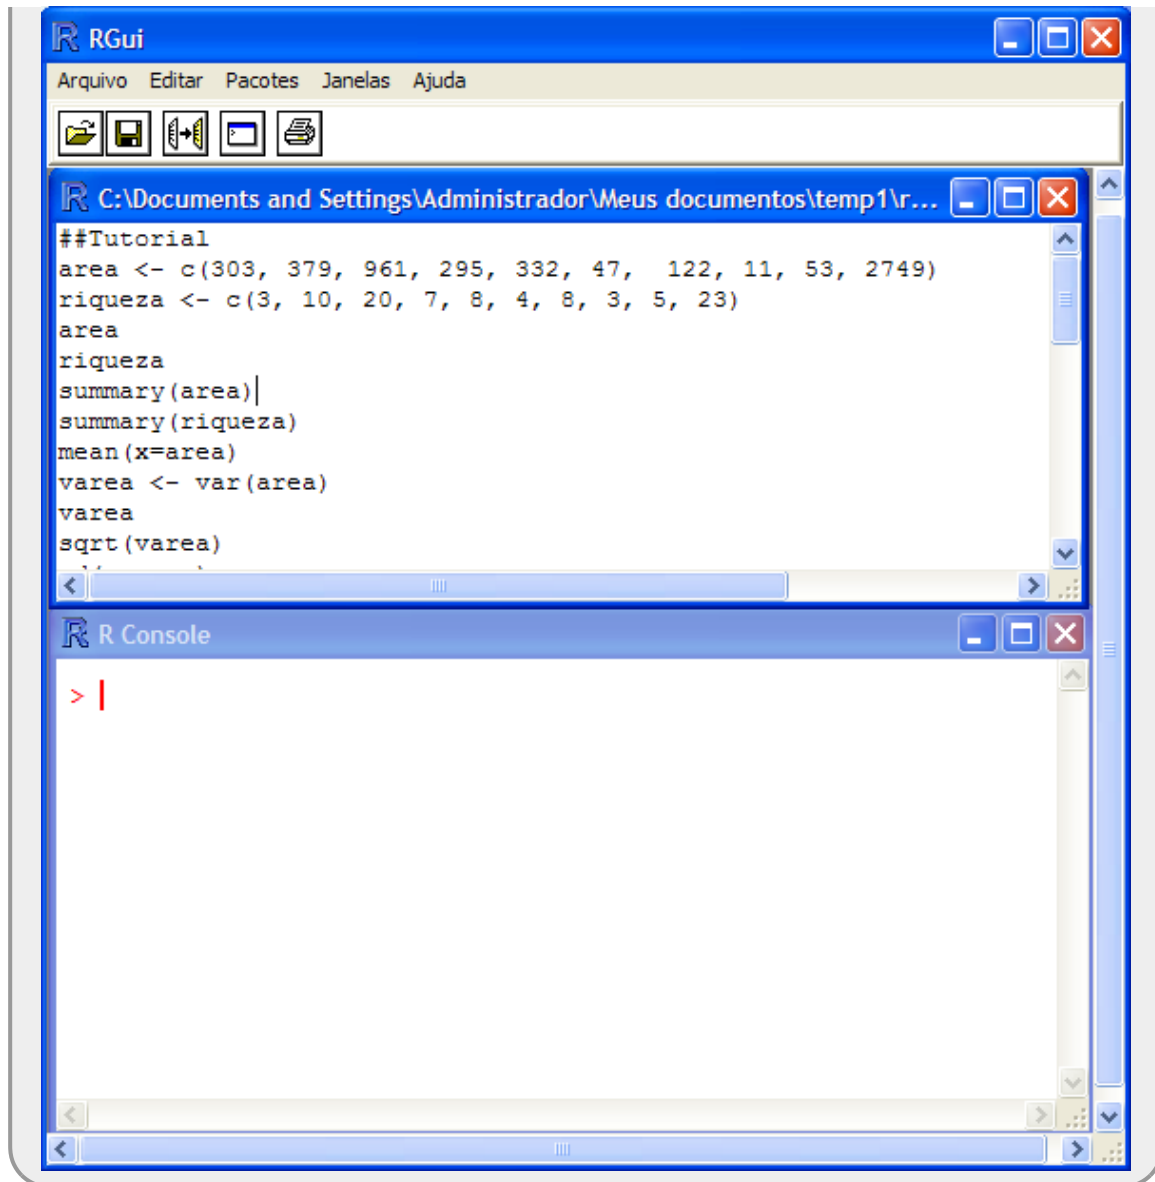 RGui
Arquivo Editar Pacotes Janelas Ajuda
C:\Documents and Settings\Administrador\Meus documentos\temp1\r...
##Tutorial
area <- c(303, 379, 961, 295, 332, 47,  122, 11, 53, 2749)
riqueza <- c(3, 10, 20, 7, 8, 4, 8, 3, 5, 23)
area
riqueza
summary(area)
summary(riqueza)
mean(x=area)
varea <- var(area)
varea
sqrt(varea)
R Console
>